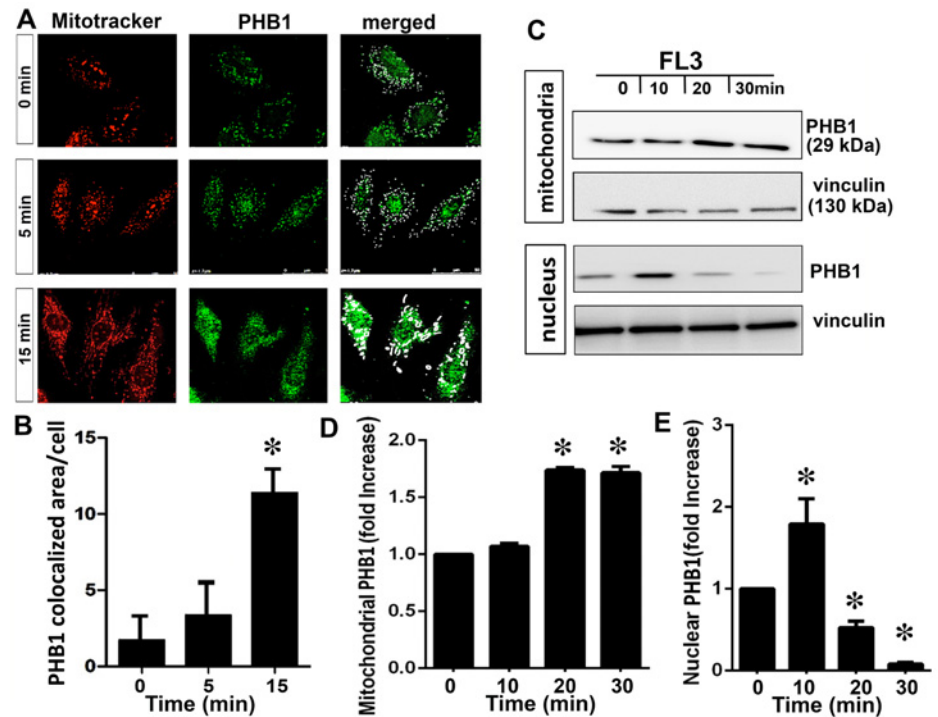 A
Mitotracker PHB1 merged
0 min
5 min
15 min
B
PHB1 colocalized area/cell
15
10
5
0
*
0 5 15
Time (min)
C
FL3
0 10 20 30min
mitochondria
PHB1
(29 kDa)
vinculin
(130 kDa)
nucleus
PHB1
vinculin
D
Mitochondrial PHB1(fold Increase)
2.0
1.5
1.0
0.5
0.0
* *
0 10 20 30
Time (min)
E
Nuclear PHB1(fold Increase)
3
2
1
0
*
*
*
0 10 20 30
Time (min)